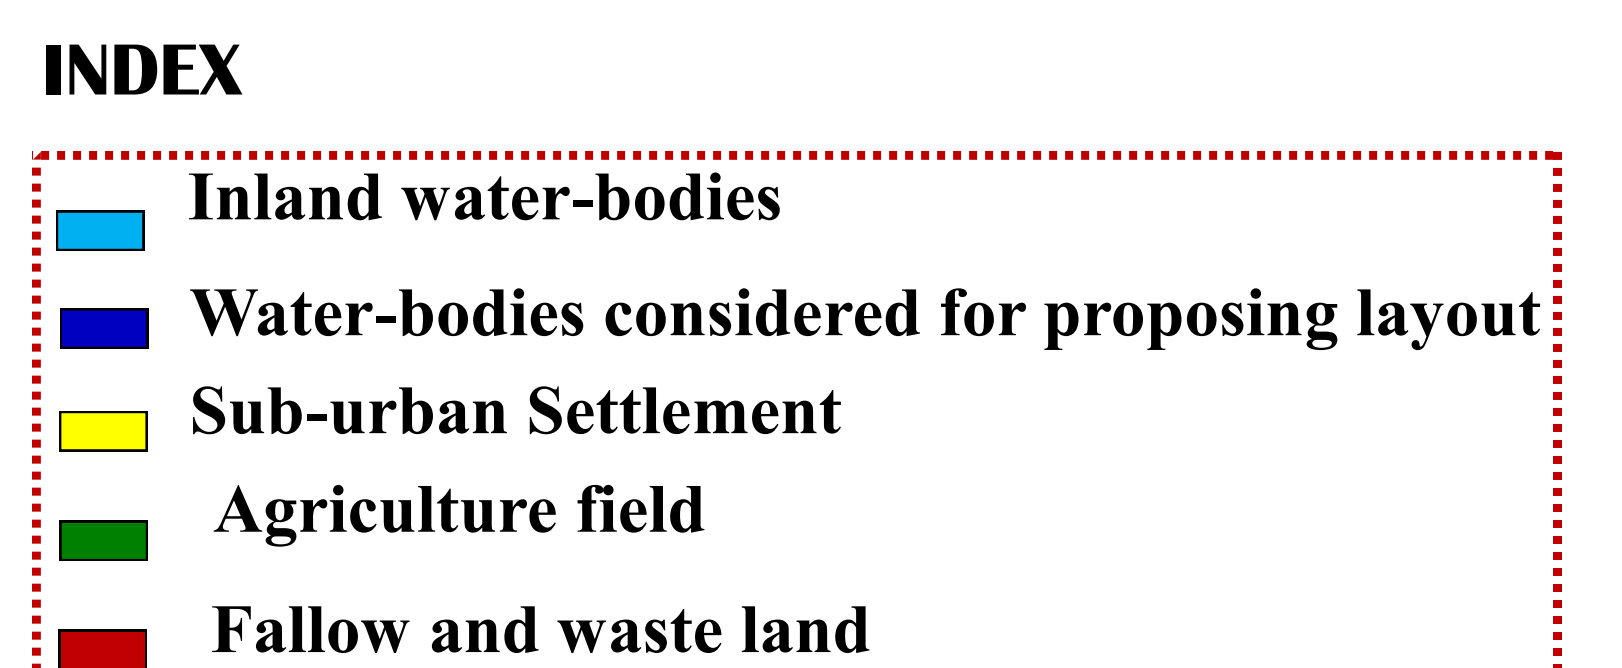 INDEX
Inland water-bodies
Water-bodies considered for proposing layout
Sub-urban Settlement
Agriculture field
Fallow and waste land